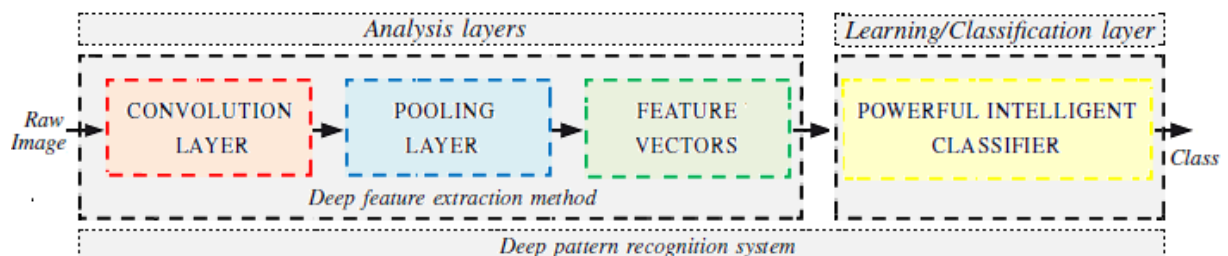 Analysis layers
Learning/Classification layer
Raw
Image
CONVOLUTION
LAYER
POOLING
LAYER
FEATURE
VECTORS
POWERFUL INTELLIGENT
CLASSIFIER
Class
Deep feature extraction method
Deep pattern recognition system